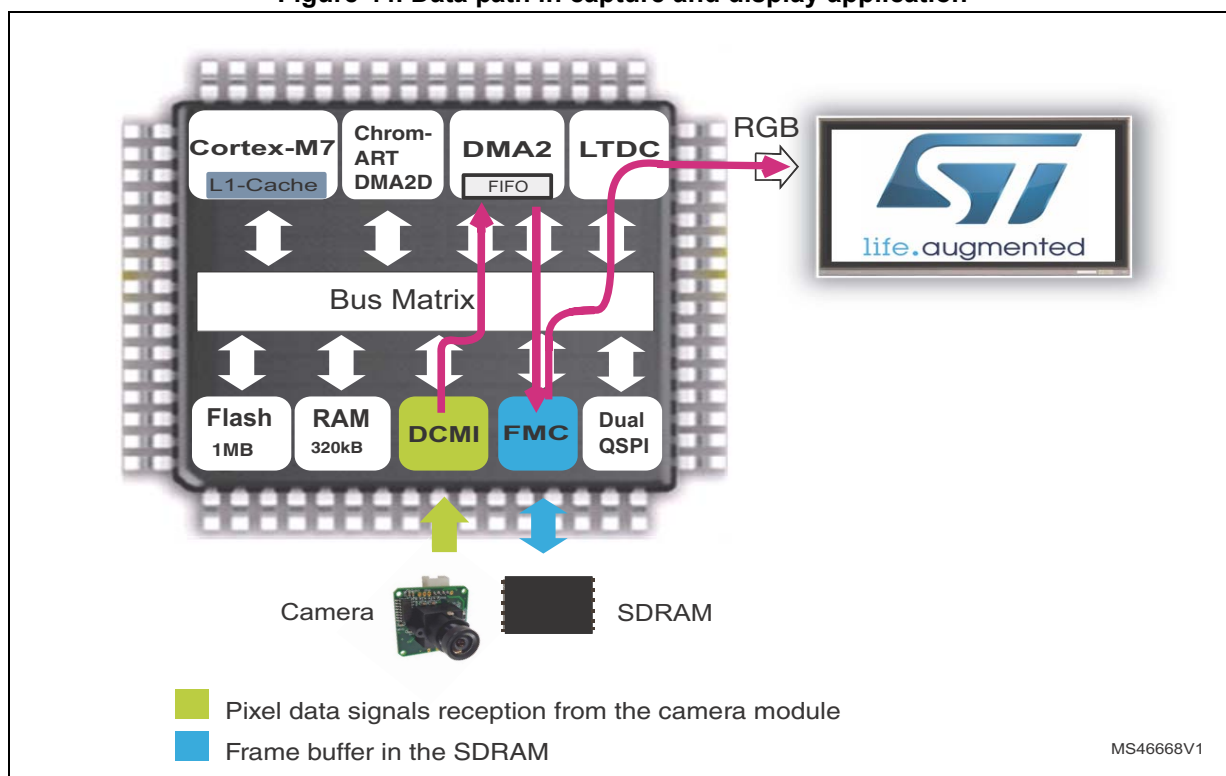 RGB
Cortex-M7
L1-Cache
Chrom-
ART
DMA2D
DMA2
FIFO
LTDC
ST
life.augmented
Bus Matrix
Flash
1MB
RAM
320kB
DCMI
FMC
Dual
QSPI
Camera
SDRAM
Pixel data signals reception from the camera module
Frame buffer in the SDRAM
MS46668V1